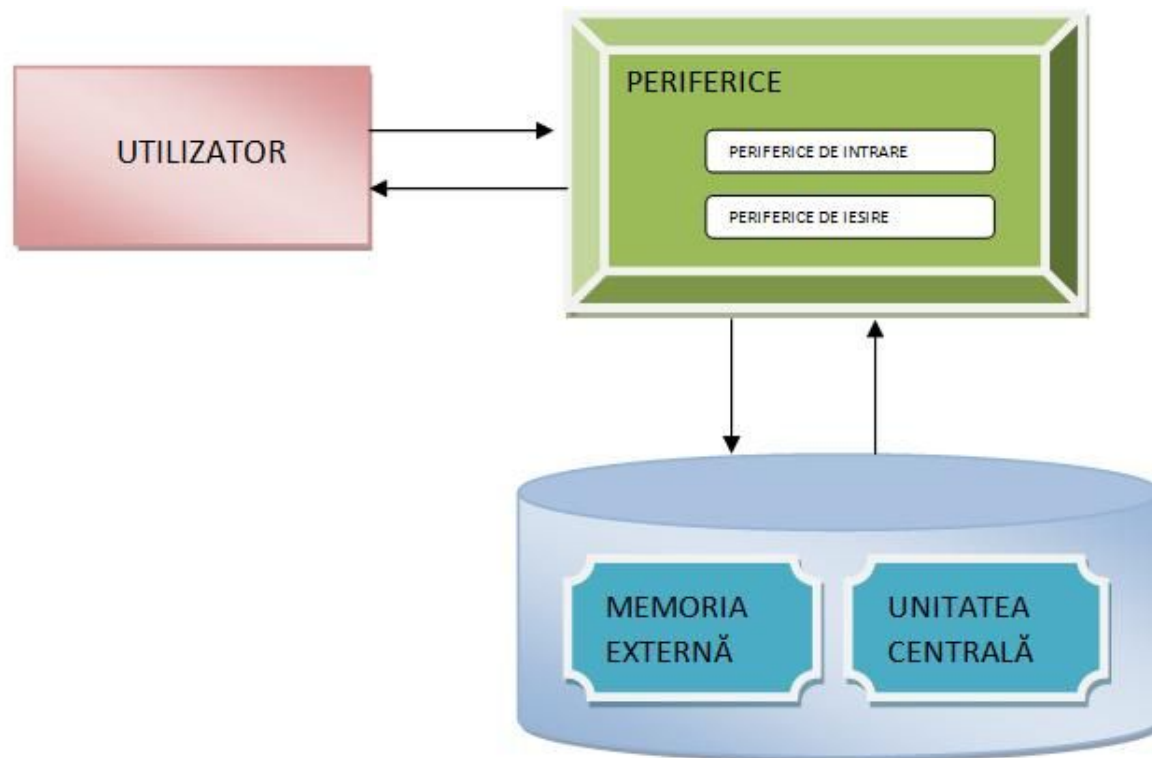 UTILIZATOR
PERIFERICE
PERIFERICE DE INTRARE
PERIFERICE DE IESIRE
MEMORIA
EXTERNĂ
UNITATEA
CENTRALĂ